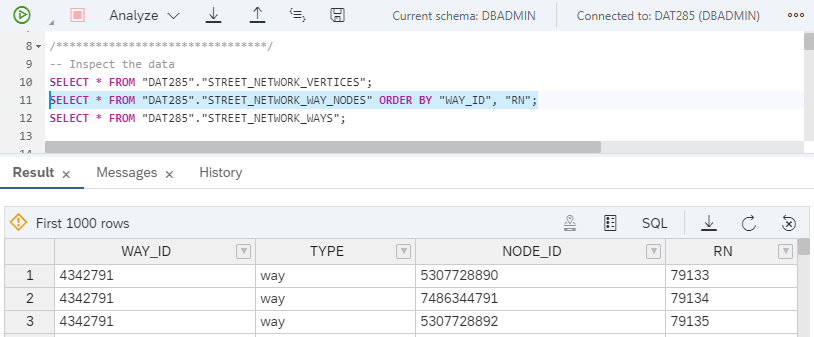 Analyze Current schema: DBADMIN Connected to: DAT285 (DBADMIN)
8 /********************************/
9 -- Inspect the data
10 SELECT * FROM "DAT285"."STREET_NETWORK_VERTICES";
11 SELECT * FROM "DAT285"."STREET_NETWORK_WAY_NODES" ORDER BY "WAY_ID", "RN";
12 SELECT * FROM "DAT285"."STREET_NETWORK_WAYS";
13
Result Messages History
First 1000 rows SQL
WAY_ID TYPE NODE_ID RN
1 4342791 way 5307728890 79133
2 4342791 way 7486344791 79134
3 4342791 way 5307728892 79135